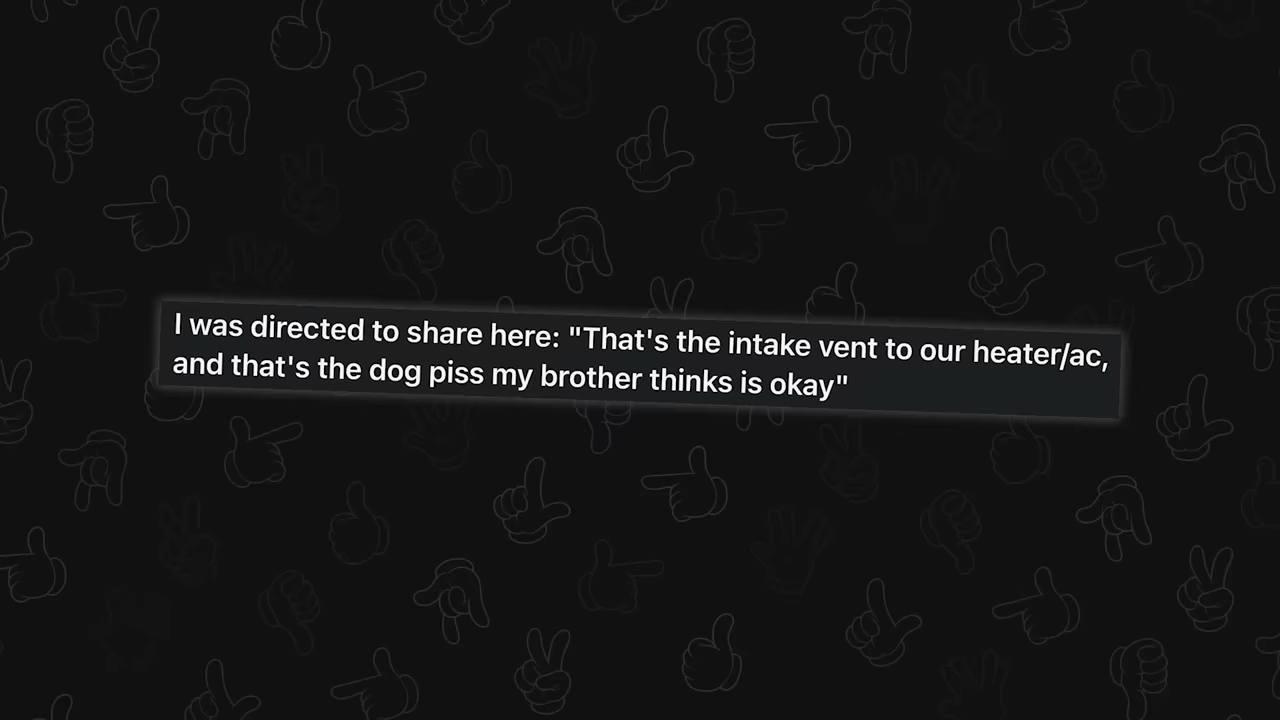 I was directed to share here: "That's the intake vent to our heater/ac,
and that's the dog piss my brother thinks is okay"